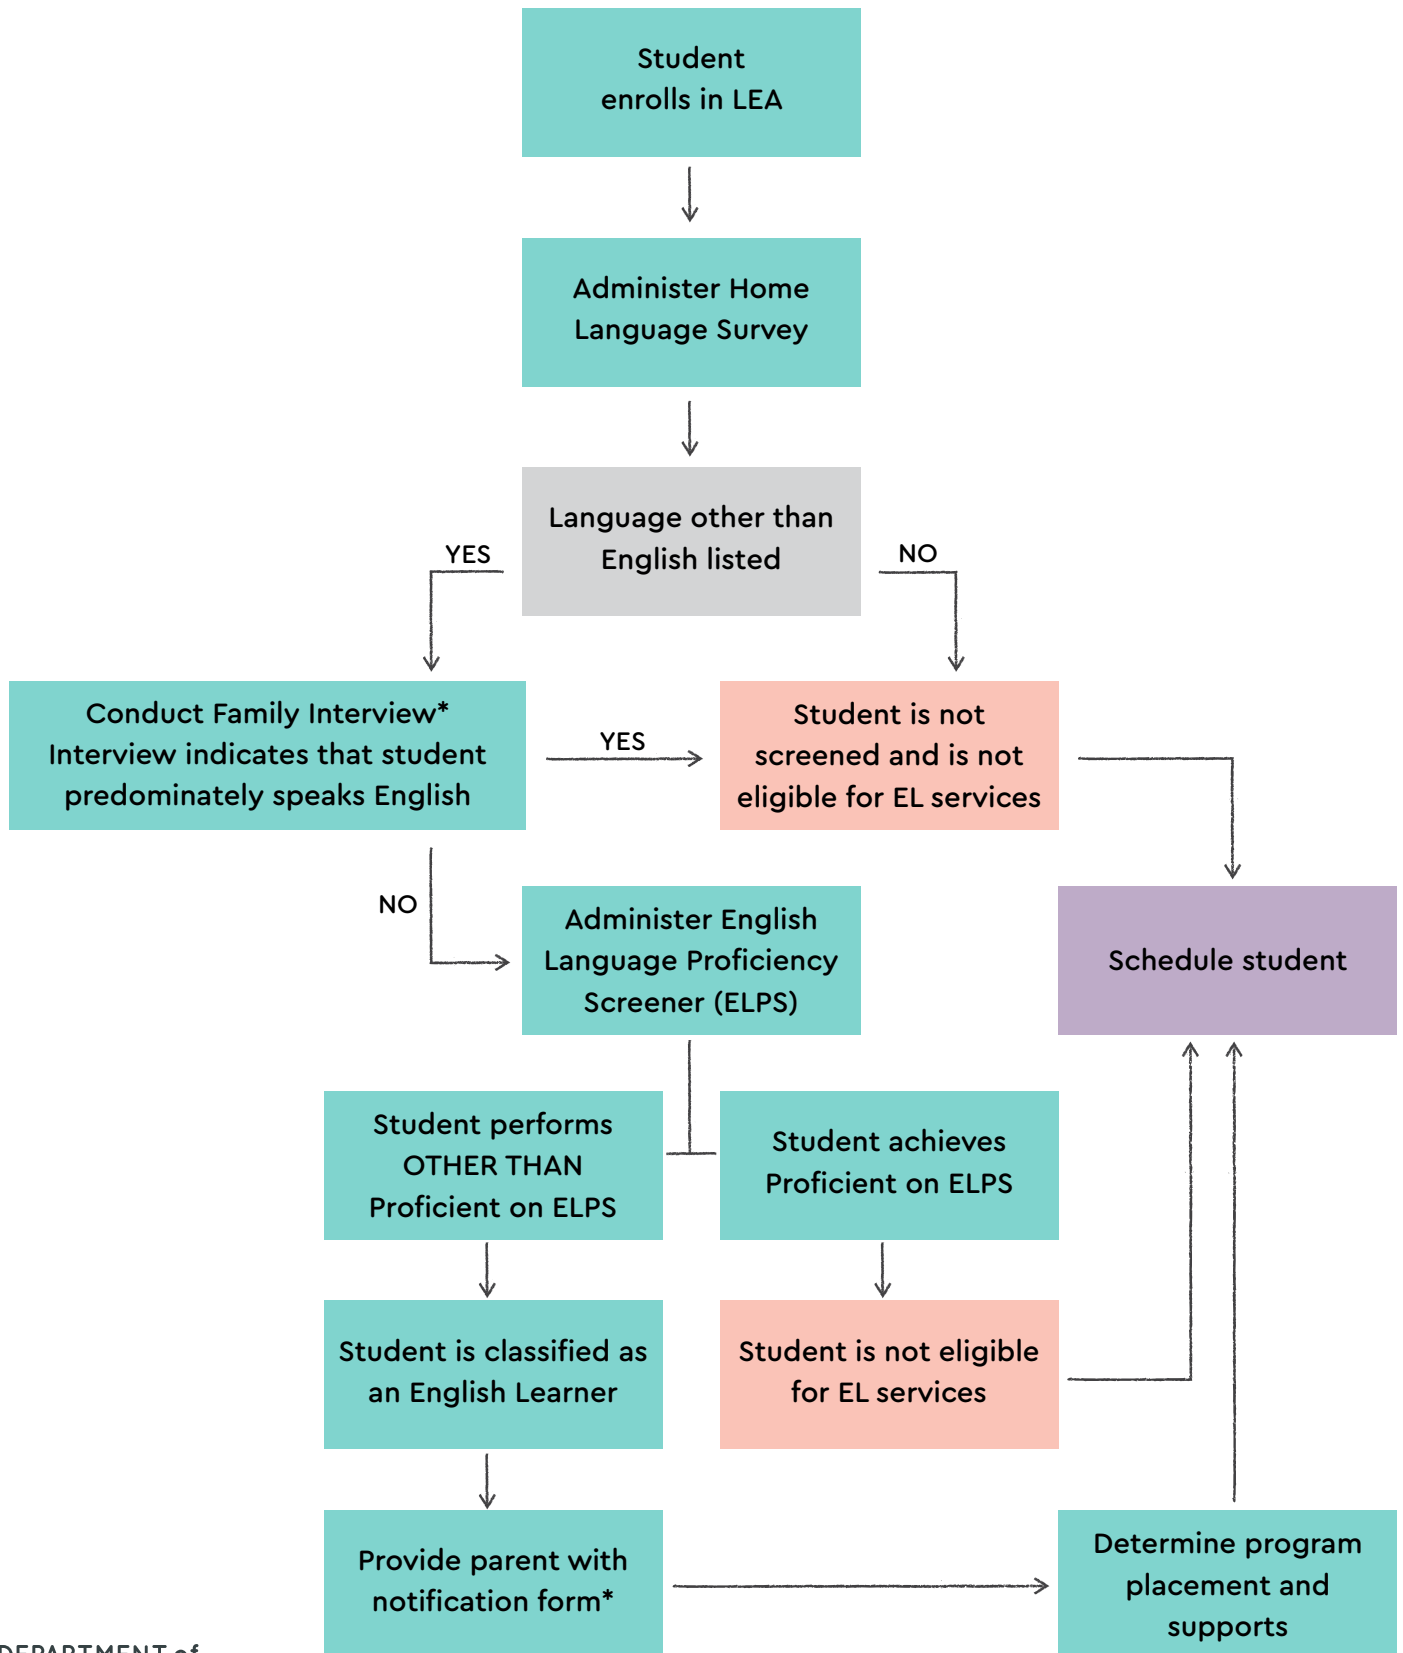 Student
enrolls in LEA
Administer Home
Language Survey
Language other than
English listed
YES
NO
Conduct Family Interview*
Interview indicates that student
predominately speaks English
YES
Student is not
screened and is not
eligible for EL services
NO
Administer English
Language Proficiency
Screener (ELPS)
Schedule student
Student performs
OTHER THAN
Proficient on ELPS
Student achieves
Proficient on ELPS
Student is classified as
an English Learner
Student is not eligible
for EL services
Provide parent with
notification form*
Determine program
placement and
supports
DEPARTMENT of